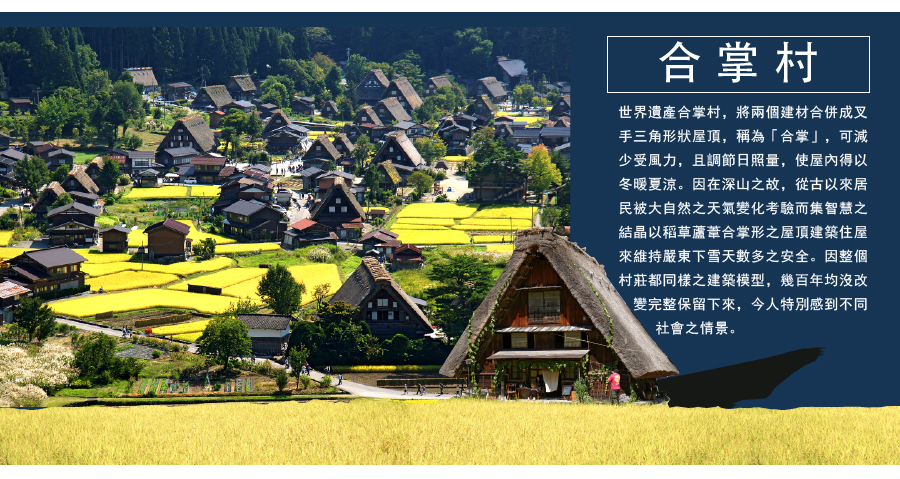 合掌村
世界遺產合掌村，將兩個建材合併成叉
手三角形狀屋頂，稱為「合掌」，可減
少受風力，且調節日照量，使屋內得以
冬暖夏涼。因在深山之故，從古以來居
民被大自然之天氣變化考驗而集智慧之
結晶以稻草蘆葦合掌形之屋頂建築住屋
來維持嚴東下雪天數多之安全。因整個
村莊都同樣之建築模型，幾百年均沒改
變完整保留下來，今人特別感到不同
社會之情景。